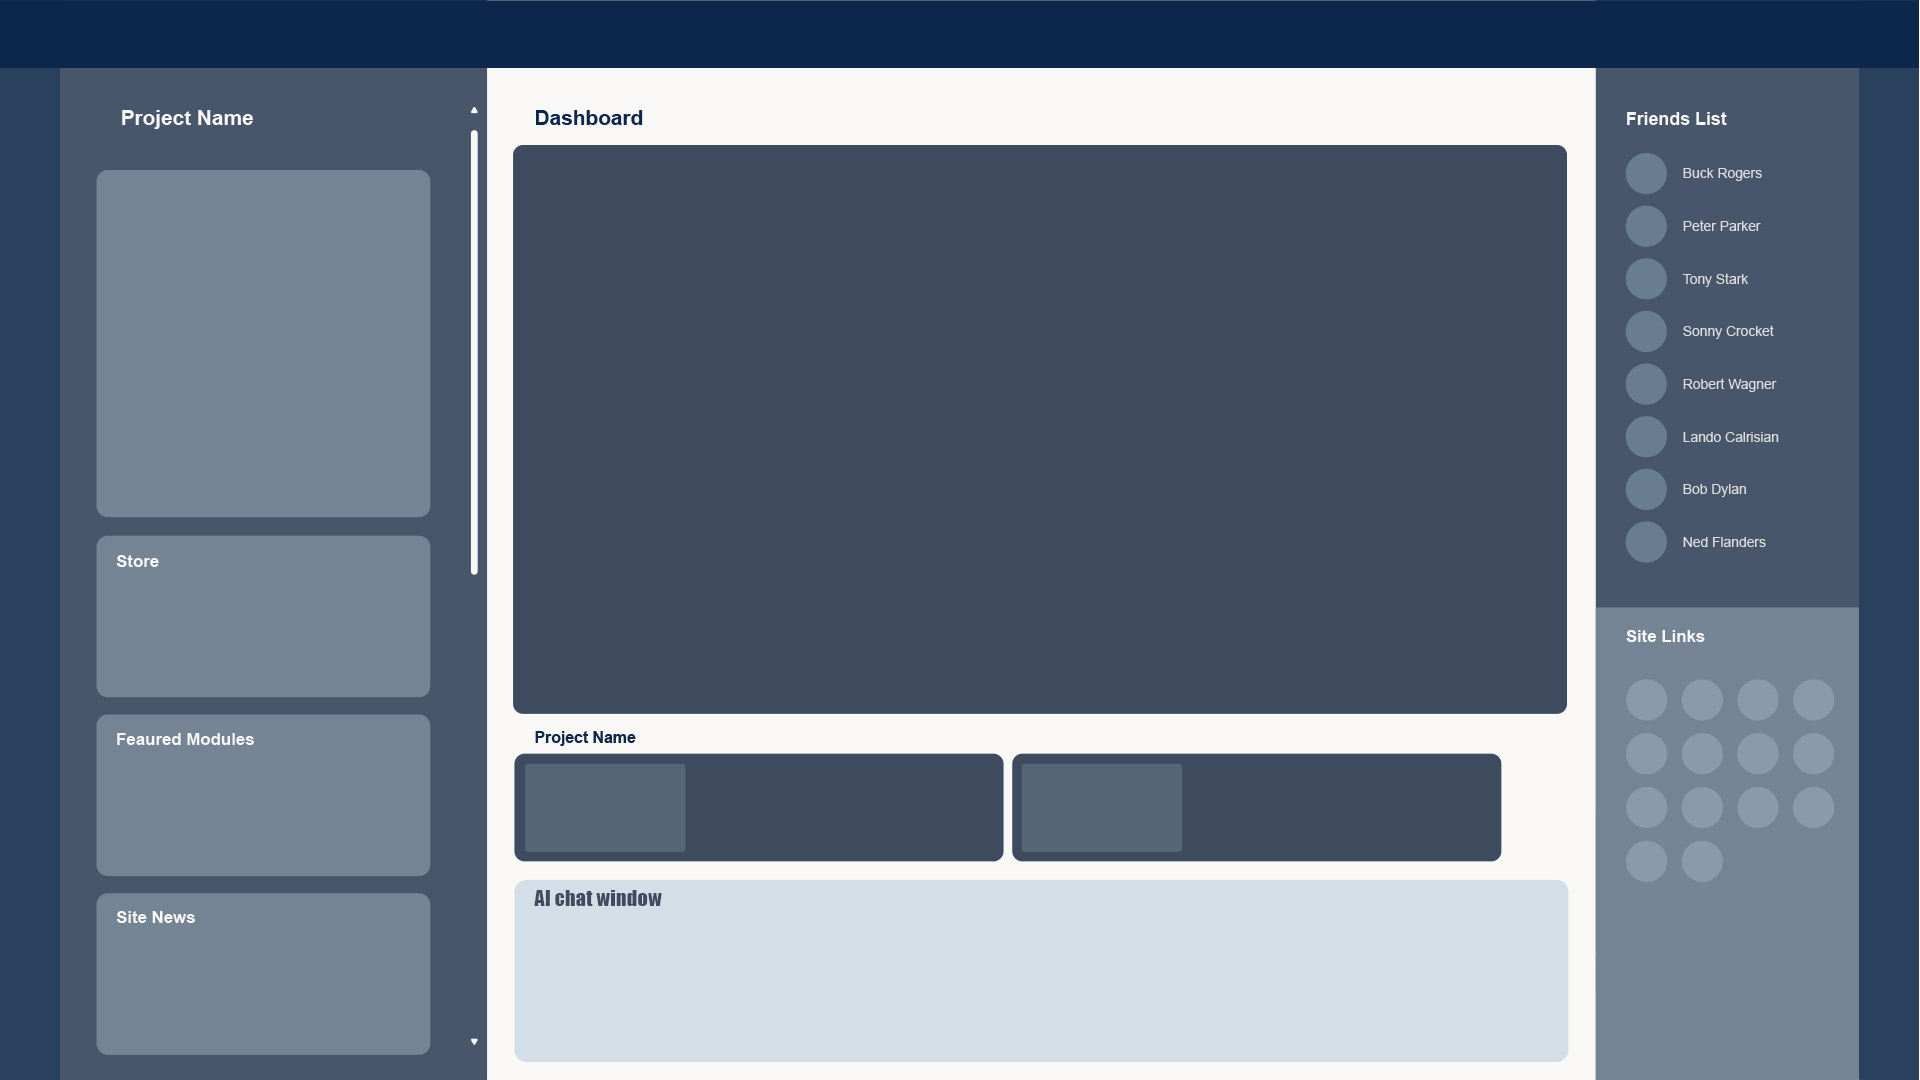 Project Name
Store
Feaured Modules
Site News
Dashboard
Project Name
AI chat window
Friends List
Buck Rogers
Peter Parker
Tony Stark
Sonny Crocket
Robert Wagner
Lando Calrisian
Bob Dylan
Ned Flanders
Site Links